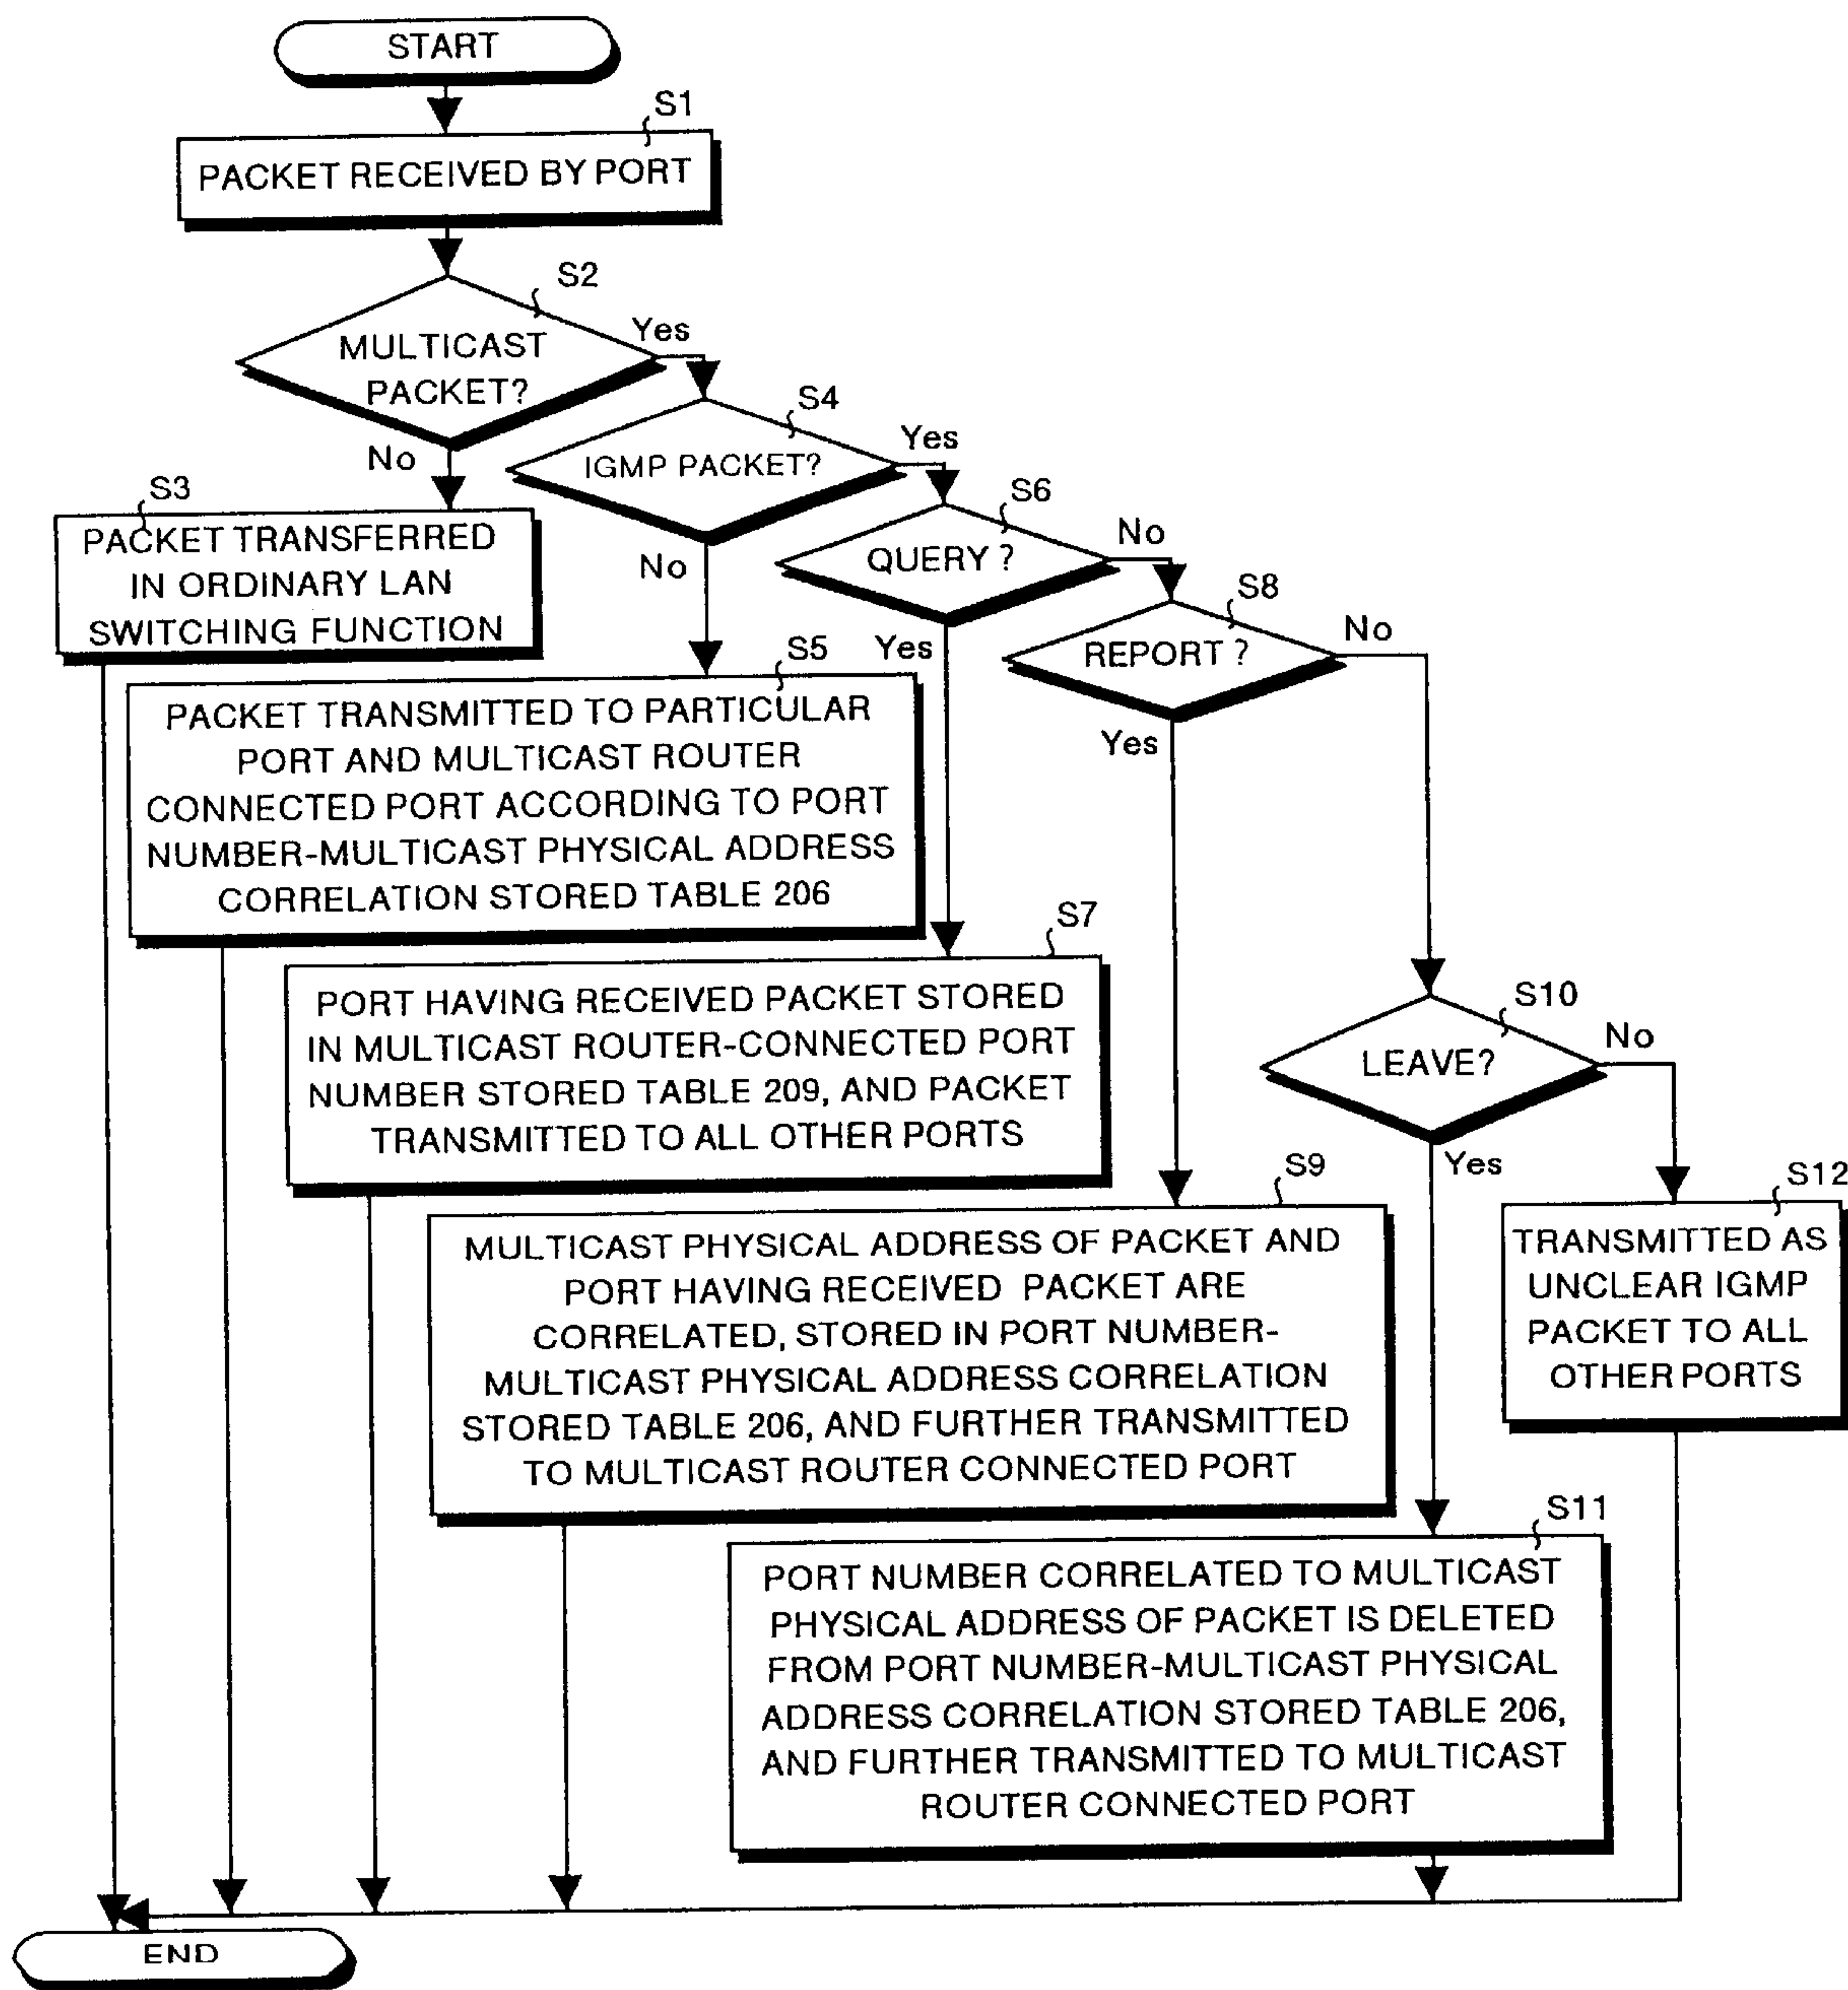 START
S1
PACKET RECEIVED BY PORT
S2
MULTICAST
PACKET?
Yes
No
S4
IGMP PACKET?
Yes
No
S3
PACKET TRANSFERRED
IN ORDINARY LAN
SWITCHING FUNCTION
S6
QUERY ?
No
Yes
S8
REPORT ?
No
Yes
S5
PACKET TRANSMITTED TO PARTICULAR
PORT AND MULTICAST ROUTER
CONNECTED PORT ACCORDING TO PORT
NUMBER-MULTICAST PHYSICAL ADDRESS
CORRELATION STORED TABLE 206
S7
PORT HAVING RECEIVED PACKET STORED
IN MULTICAST ROUTER-CONNECTED PORT
NUMBER STORED TABLE 209, AND PACKET
TRANSMITTED TO ALL OTHER PORTS
S10
LEAVE?
No
Yes
S9
MULTICAST PHYSICAL ADDRESS OF PACKET AND
PORT HAVING RECEIVED PACKET ARE
CORRELATED, STORED IN PORT NUMBER-
MULTICAST PHYSICAL ADDRESS CORRELATION
STORED TABLE 206, AND FURTHER TRANSMITTED
TO MULTICAST ROUTER CONNECTED PORT
S12
TRANSMITTED AS
UNCLEAR IGMP
PACKET TO ALL
OTHER PORTS
S11
PORT NUMBER CORRELATED TO MULTICAST
PHYSICAL ADDRESS OF PACKET IS DELETED
FROM PORT NUMBER-MULTICAST PHYSICAL
ADDRESS CORRELATION STORED TABLE 206,
AND FURTHER TRANSMITTED TO MULTICAST
ROUTER CONNECTED PORT
END